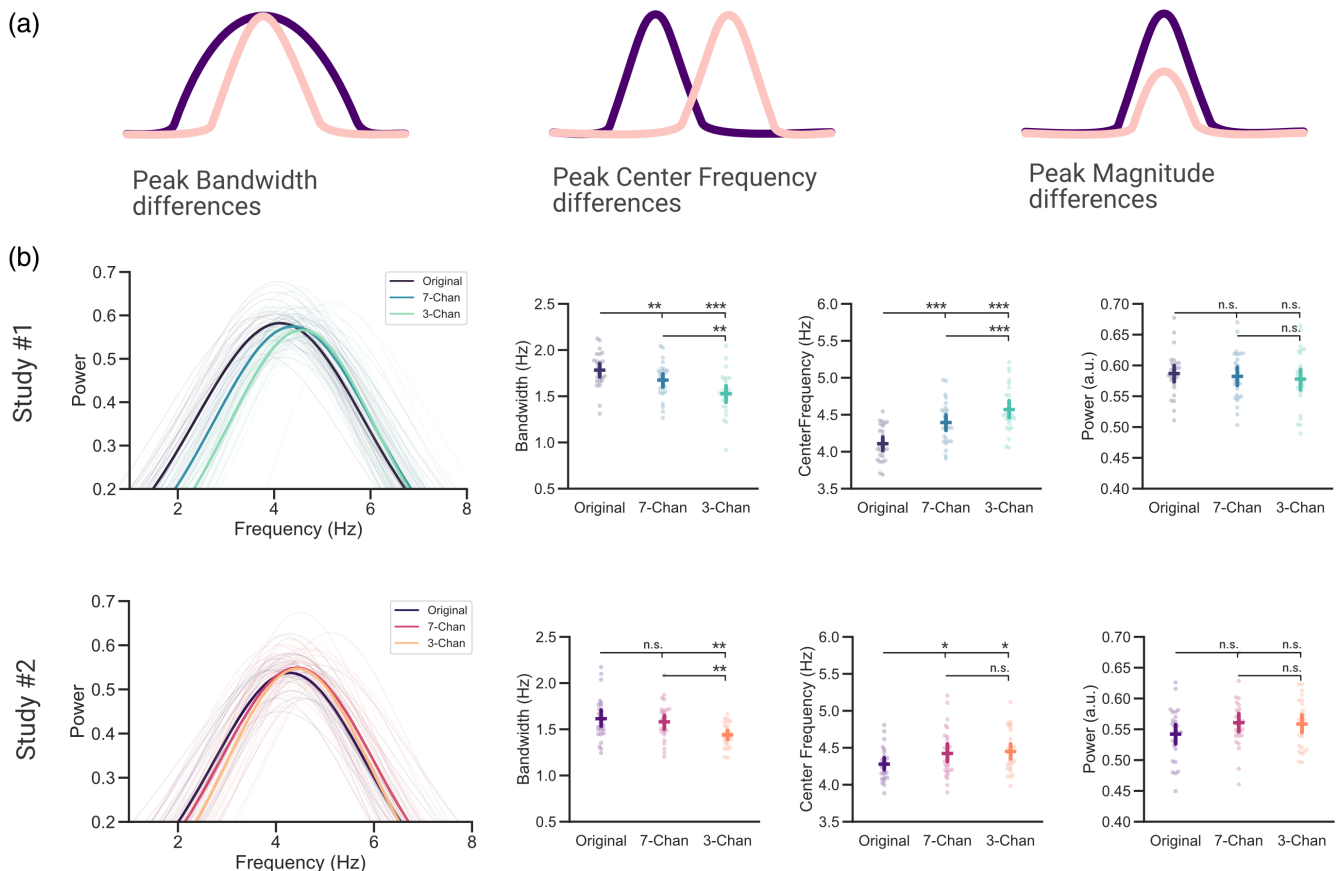 (a)
Peak Bandwidth
differences
Peak Center Frequency
differences
Peak Magnitude
differences
(b)
Study #1
Power
0.7
0.6
0.5
0.4
0.3
0.2
2
4
6
8
Frequency (Hz)
Original
7-Chan
3-Chan
Bandwidth (Hz)
2.5
2.0
1.5
1.0
0.5
**
***
**
Original
7-Chan
3-Chan
CenterFrequency (Hz)
6.0
5.5
5.0
4.5
4.0
3.5
***
***
***
Original
7-Chan
3-Chan
Power (a.u.)
0.70
0.65
0.60
0.55
0.50
0.45
0.40
n.s.
n.s.
n.s.
Original
7-Chan
3-Chan
Study #2
Power
0.7
0.6
0.5
0.4
0.3
0.2
2
4
6
8
Frequency (Hz)
Original
7-Chan
3-Chan
Bandwidth (Hz)
2.5
2.0
1.5
1.0
0.5
n.s.
**
**
Original
7-Chan
3-Chan
Center Frequency (Hz)
6.0
5.5
5.0
4.5
4.0
3.5
*
*
n.s.
Original
7-Chan
3-Chan
Power (a.u.)
0.70
0.65
0.60
0.55
0.50
0.45
0.40
n.s.
n.s.
n.s.
Original
7-Chan
3-Chan